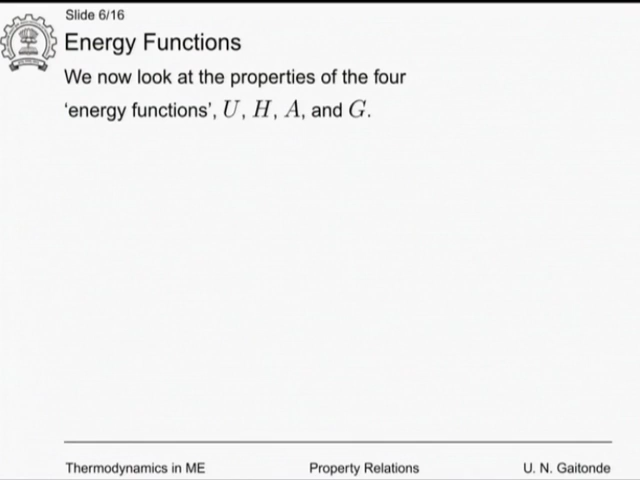 Slide 6/16
Energy Functions
We now look at the properties of the four
‘energy functions’, U, H, A, and G.
Thermodynamics in ME Property Relations U. N. Gaitonde